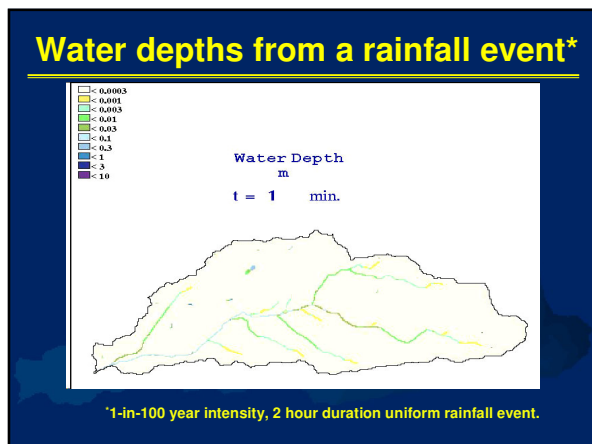 Water depths from a rainfall event*
< 0.0003
< 0.001
< 0.003
< 0.01
< 0.03
< 0.1
< 0.3
< 1
< 3
< 10
Water Depth
m
t = 1 min.
*1-in-100 year intensity, 2 hour duration uniform rainfall event.